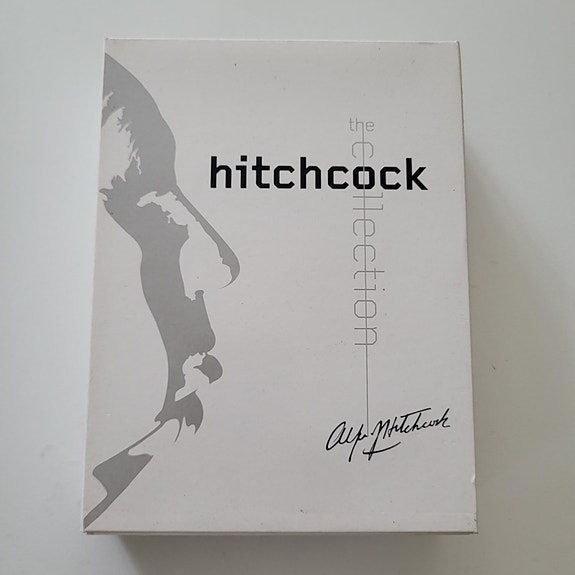 the
hitchcock
collection
Alfred Hitchcock